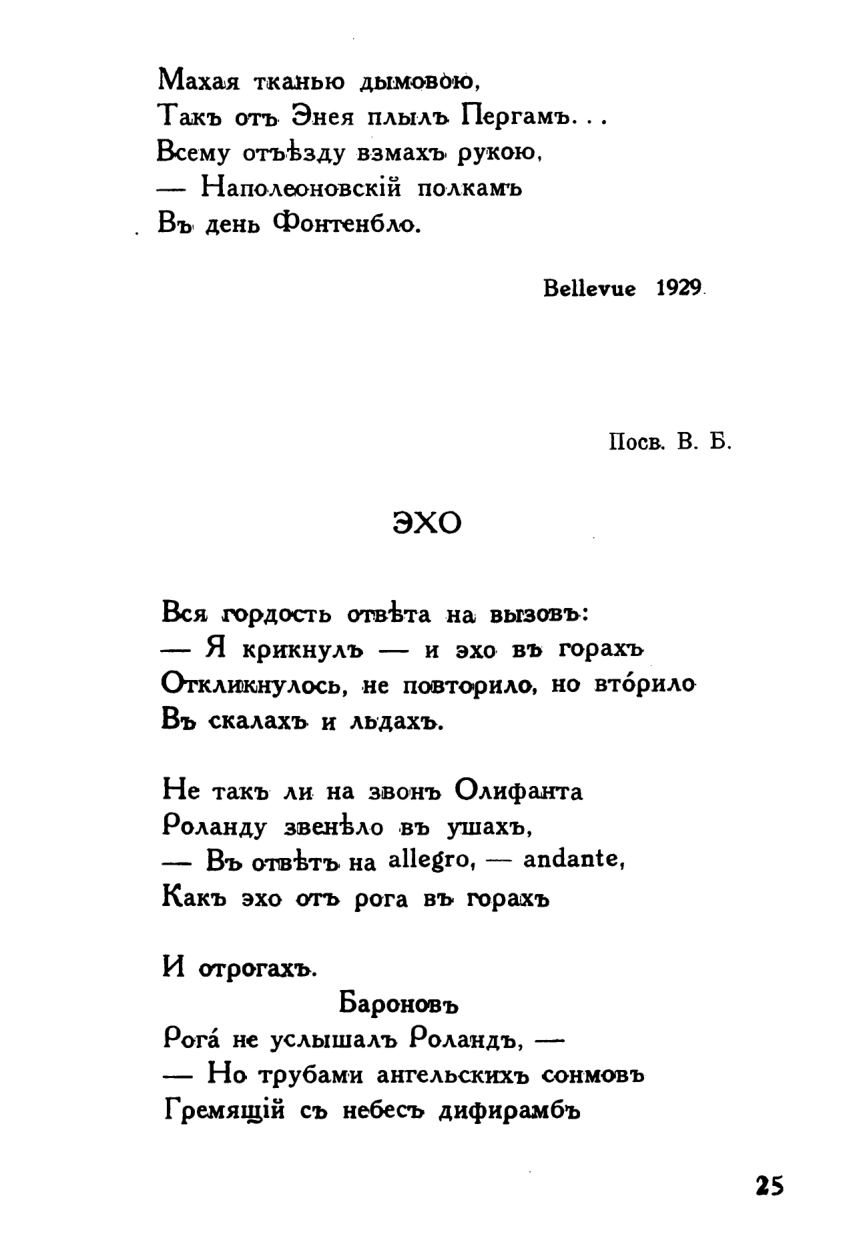 Махая тканью дымовою,
Такъ отъ Энея плылъ Пергамъ...
Всему отъѣзду взмахъ рукою,
— Наполеоновскій полкамъ
Въ день Фонтенбло.
Bellevue 1929
Посв. В. Б.
ЭХО
Вся гордость отвѣта на вызовъ:
— Я крикнулъ — и эхо въ горахъ
Откликнулось, не повторило, но вто́рило
Въ скалахъ и льдахъ.
Не такъ ли на звонъ Олифанта
Роланду звенѣло въ ушахъ,
— Въ отвѣтъ на allegro, — andante,
Какъ эхо отъ рога въ горахъ
И отрогахъ.
Бароновъ
Рога́ не услышалъ Роландъ, —
— Но трубами ангельскихъ сонмовъ
Гремящій съ небесъ дифирамбъ
25